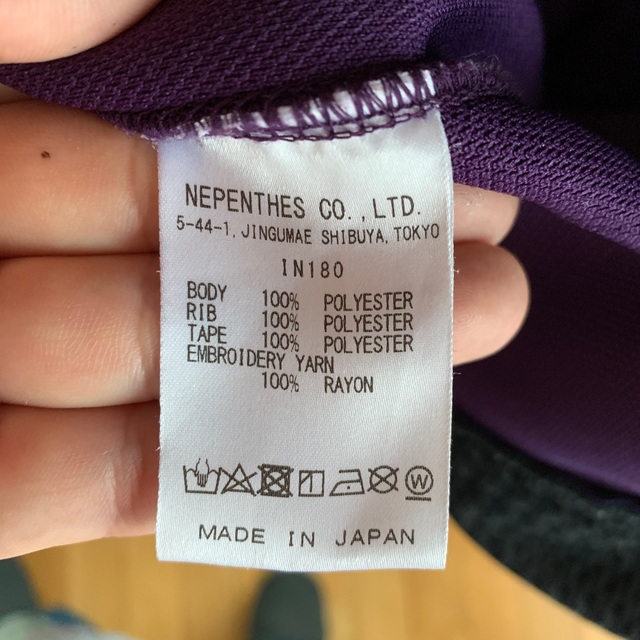 NEPENTHES CO., LTD.
5-44-1, JINGUMAE SHIBUYA, TOKYO
IN180
BODY 100% POLYESTER
RIB 100% POLYESTER
TAPE 100% POLYESTER
EMBROIDERY YARN
100% RAYON
W
MADE IN JAPAN